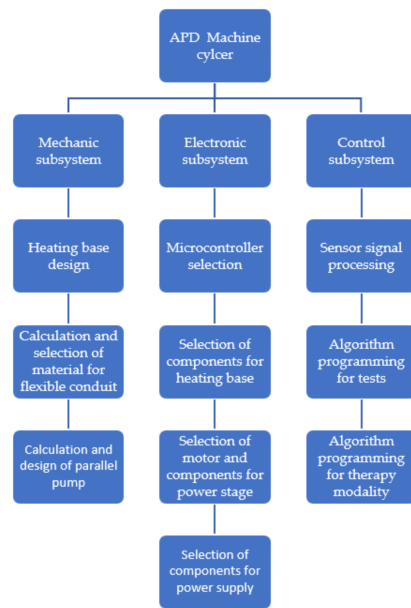 APD Machine
cylcer
Mechanic
subsystem
Electronic
subsystem
Control
subsystem
Heating base
design
Microcontroller
selection
Sensor signal
processing
Calculation and
selection of
material for
flexible conduit
Selection of
components for
heating base
Algorithm
programming
for tests
Calculation and
design of parallel
pump
Selection of
motor and
components for
power stage
Algorithm
programming
for therapy
modality
Selection of
components for
power supply